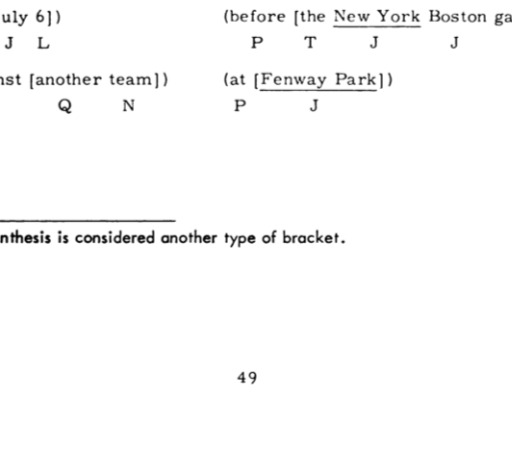 uly 6]) (before [the New York Boston ga
J L P T J J
nst [another team]) (at [Fenway Park])
Q N P J
nthesis is considered another type of bracket.
49